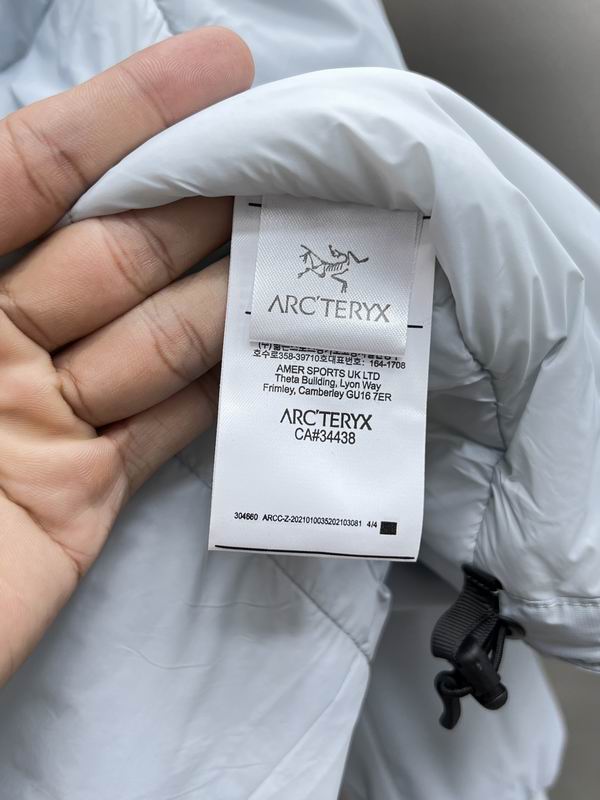 ARC'TERYX
호수로358-39710호대표번호: 164-1708
AMER SPORTS UK LTD
Theta Building, Lyon Way
Frimley, Camberley GU16 7ER
ARC'TERYX
CA#34438
304660 ARCC-Z-2021010035202103081 4/4